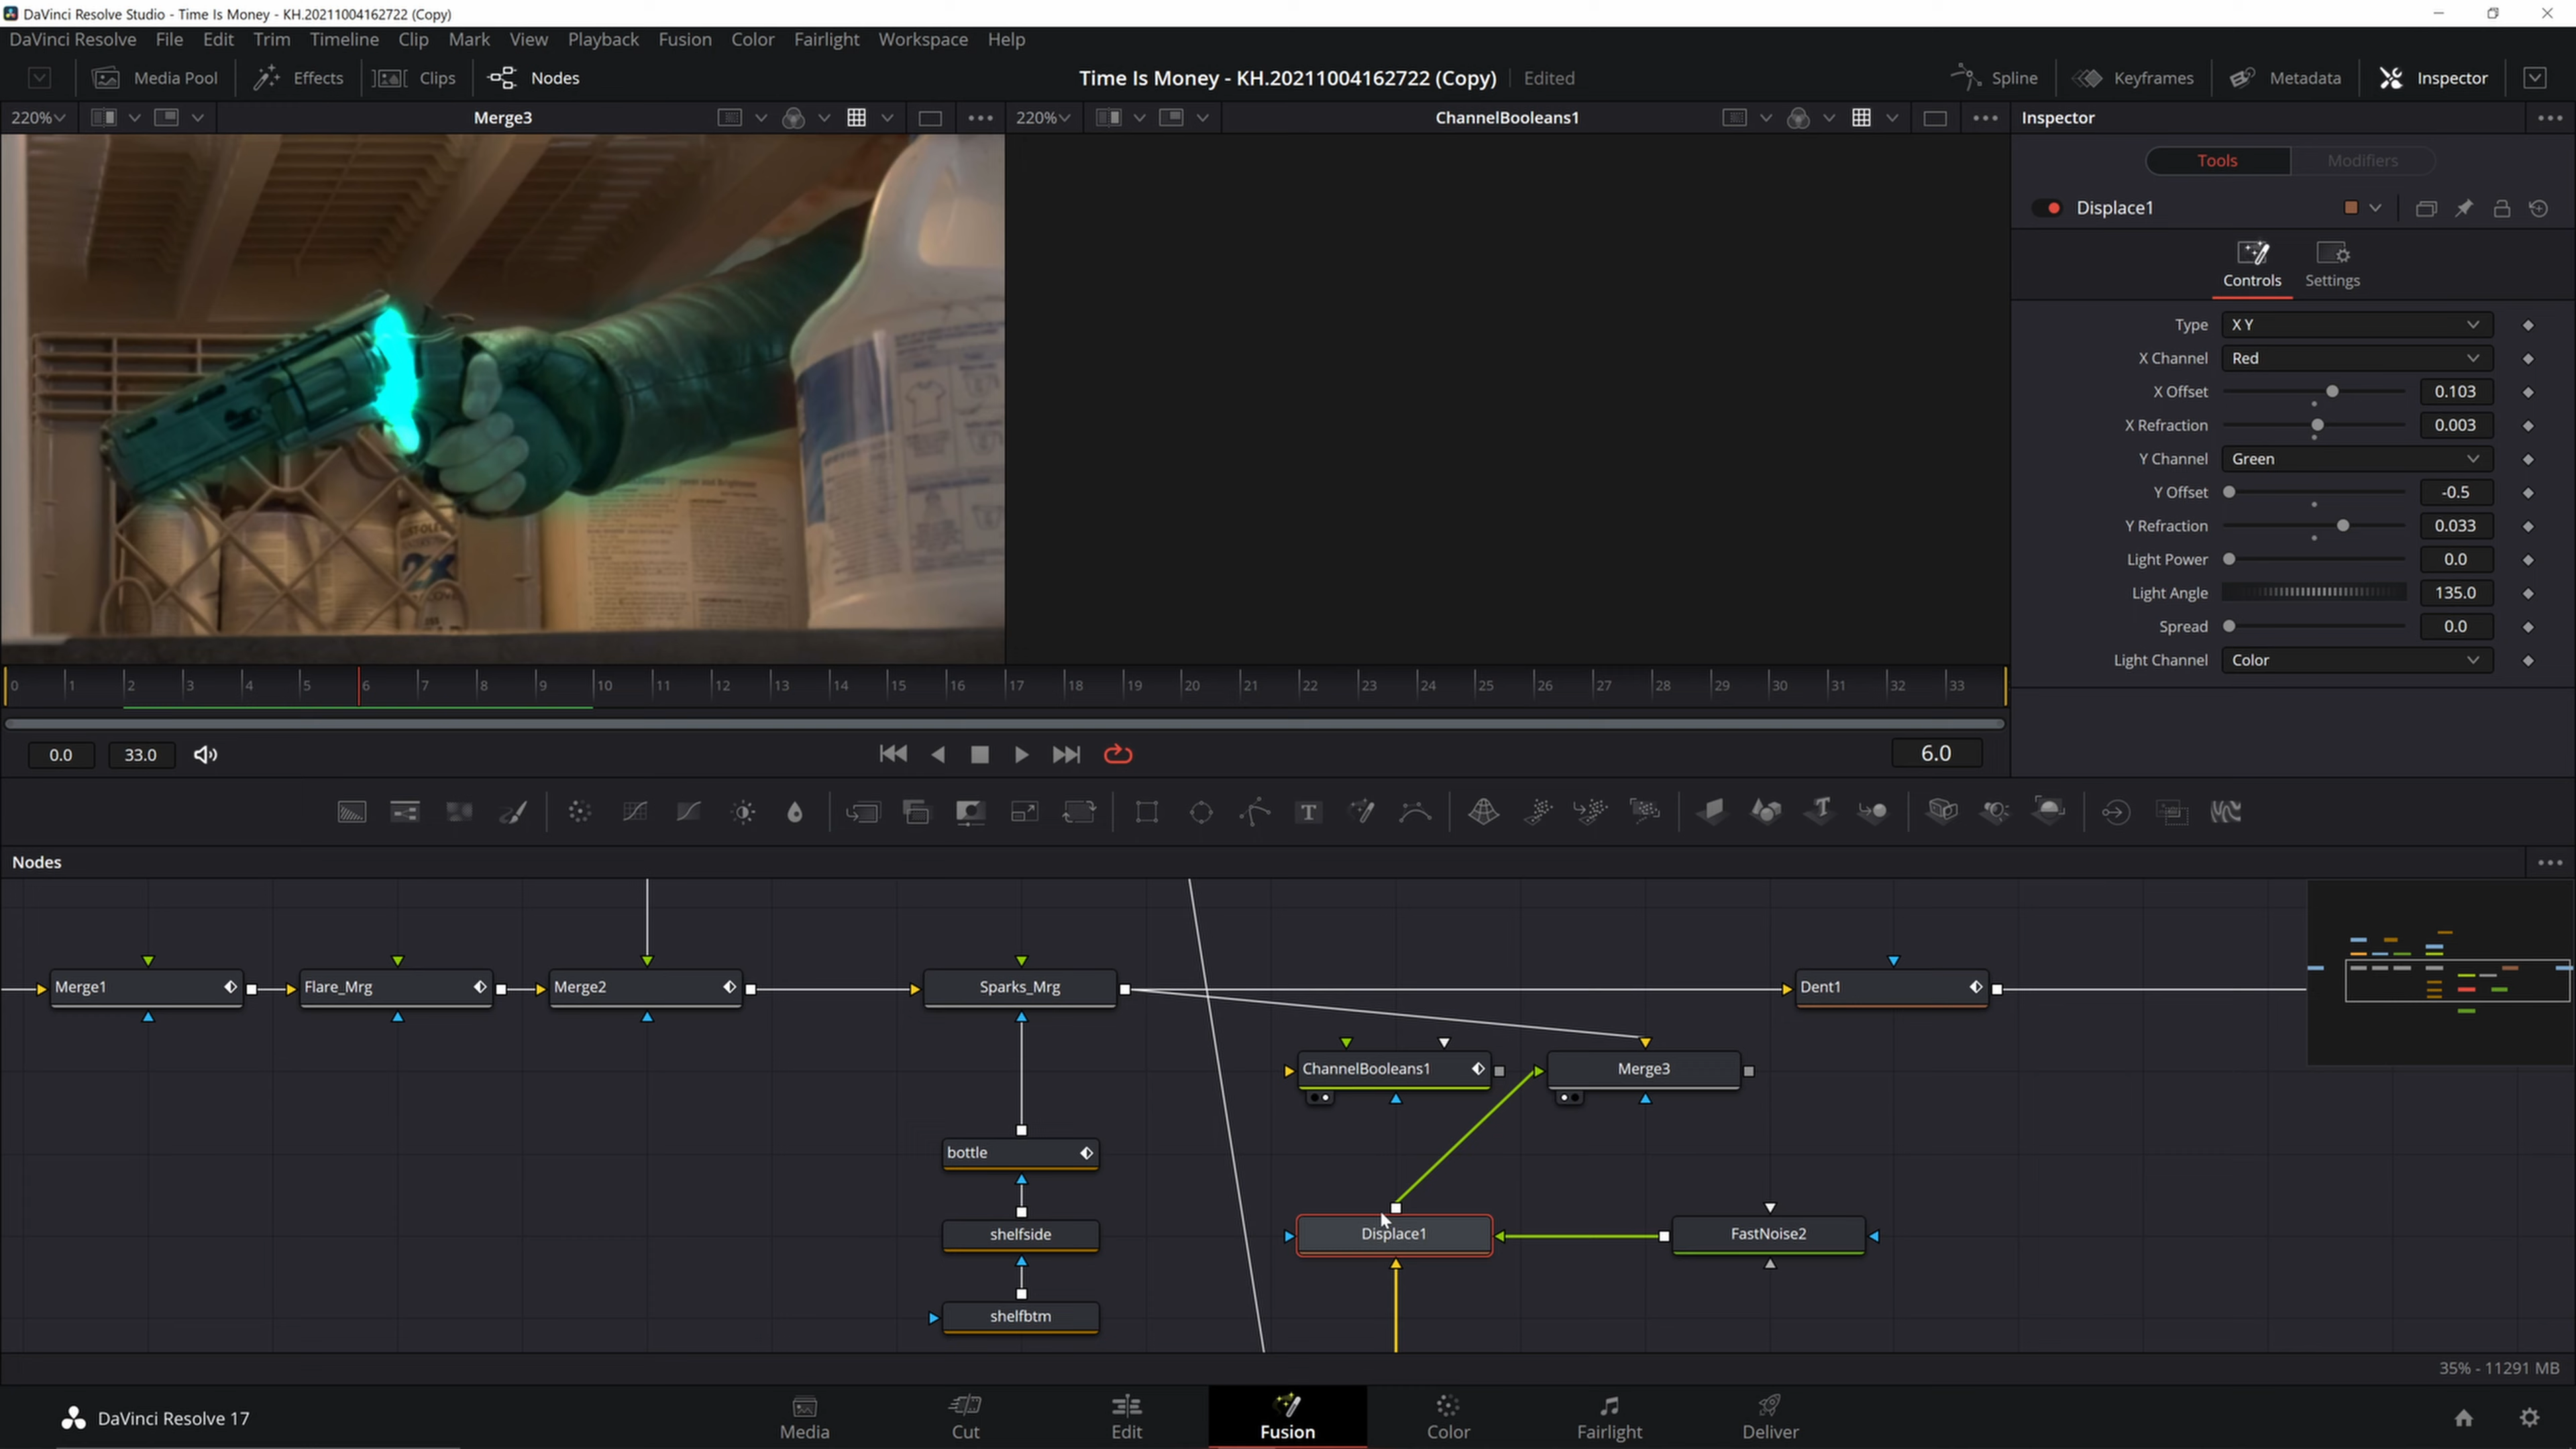 DaVinci Resolve Studio - Time Is Money - KH.20211004162722 (Copy)
DaVinci Resolve File Edit Trim Timeline Clip Mark View Playback Fusion Color Fairlight Workspace Help
Media Pool Effects Clips Nodes Time Is Money - KH.20211004162722 (Copy) Edited Spline Keyframes Metadata Inspector
220% Merge3 220% ChannelBooleans1 Inspector
Tools Modifiers
Displace1
Controls Settings
Type X Y
X Channel Red
X Offset 0.103
X Refraction 0.003
Y Channel Green
Y Offset -0.5
Y Refraction 0.033
Light Power 0.0
Light Angle 135.0
Spread 0.0
Light Channel Color
2X
0 1 2 3 4 5 6 7 8 9 10 11 12 13 14 15 16 17 18 19 20 21 22 23 24 25 26 27 28 29 30 31 32 33
0.0 33.0 6.0
Nodes
Merge1 Flare_Mrg Merge2 Sparks_Mrg Dent1
ChannelBooleans1 Merge3
bottle
shelfside Displace1 FastNoise2
shelfbtm
35% - 11291 MB
DaVinci Resolve 17 Media Cut Edit Fusion Color Fairlight Deliver